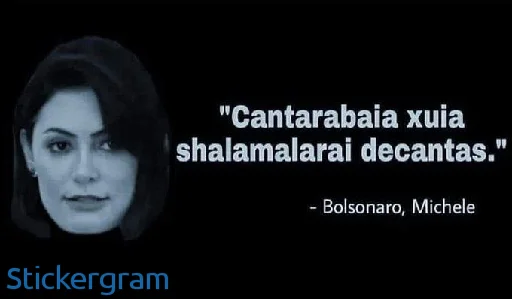 "Cantarabaia xuia
shalamalarai decantas."
- Bolsonaro, Michele
Stickergram